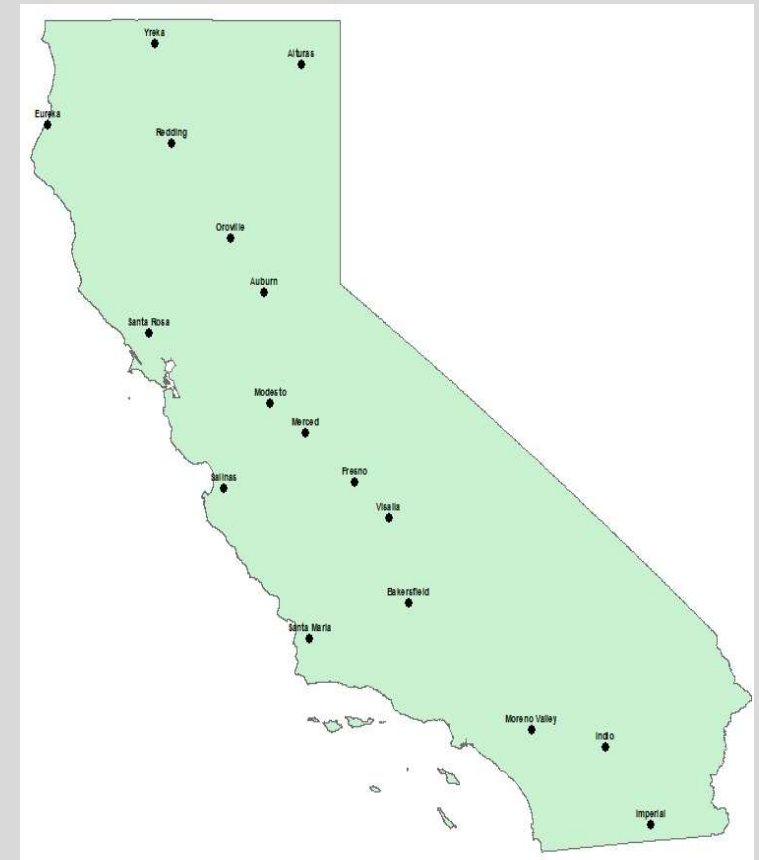 Yreka
Alturas
Eureka
Redding
Oroville
Auburn
Santa Rosa
Modesto
Merced
Fresno
Salinas
Visalia
Bakersfield
Santa Maria
Moreno Valley
Indio
Imperial